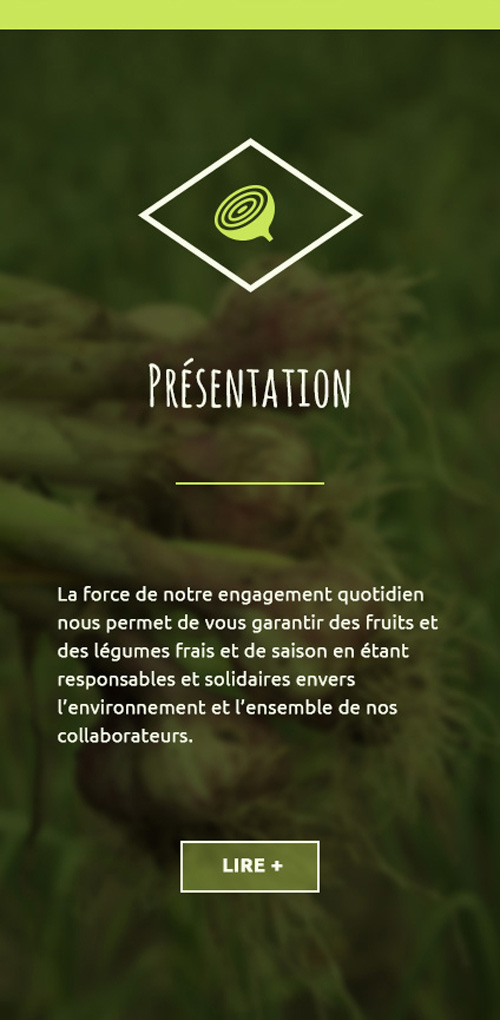 Présentation
La force de notre engagement quotidien
nous permet de vous garantir des fruits et
des légumes frais et de saison en étant
responsables et solidaires envers
l’environnement et l’ensemble de nos
collaborateurs.
LIRE +